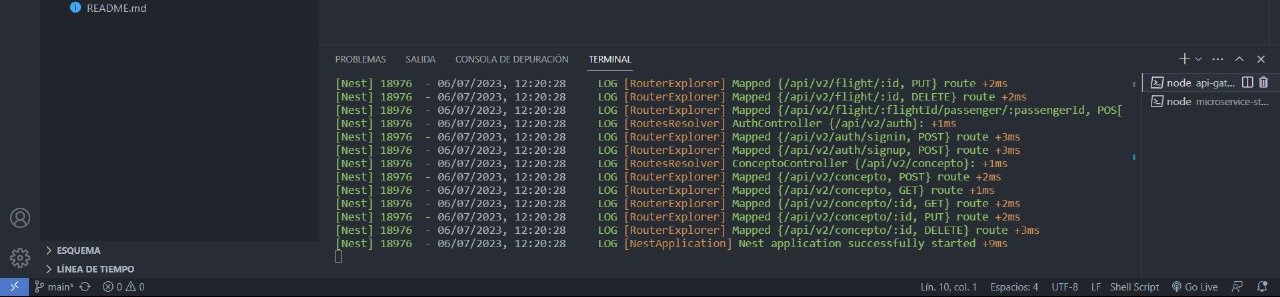 README.md
PROBLEMAS SALIDA CONSOLA DE DEPURACIÓN TERMINAL
[Nest] 18976 - 06/07/2023, 12:20:28 LOG [RouterExplorer] Mapped {/api/v2/flight/:id, PUT} route +2ms
[Nest] 18976 - 06/07/2023, 12:20:28 LOG [RouterExplorer] Mapped {/api/v2/flight/:id, DELETE} route +2ms
[Nest] 18976 - 06/07/2023, 12:20:28 LOG [RouterExplorer] Mapped {/api/v2/flight/:flightId/passenger/:passengerId, POS[
[Nest] 18976 - 06/07/2023, 12:20:28 LOG [RoutesResolver] AuthController {/api/v2/auth}: +1ms
[Nest] 18976 - 06/07/2023, 12:20:28 LOG [RouterExplorer] Mapped {/api/v2/auth/signin, POST} route +3ms
[Nest] 18976 - 06/07/2023, 12:20:28 LOG [RouterExplorer] Mapped {/api/v2/auth/signup, POST} route +3ms
[Nest] 18976 - 06/07/2023, 12:20:28 LOG [RoutesResolver] ConceptoController {/api/v2/concepto}: +1ms
[Nest] 18976 - 06/07/2023, 12:20:28 LOG [RouterExplorer] Mapped {/api/v2/concepto, POST} route +2ms
[Nest] 18976 - 06/07/2023, 12:20:28 LOG [RouterExplorer] Mapped {/api/v2/concepto, GET} route +1ms
[Nest] 18976 - 06/07/2023, 12:20:28 LOG [RouterExplorer] Mapped {/api/v2/concepto/:id, GET} route +2ms
[Nest] 18976 - 06/07/2023, 12:20:28 LOG [RouterExplorer] Mapped {/api/v2/concepto/:id, PUT} route +2ms
[Nest] 18976 - 06/07/2023, 12:20:28 LOG [RouterExplorer] Mapped {/api/v2/concepto/:id, DELETE} route +3ms
[Nest] 18976 - 06/07/2023, 12:20:28 LOG [NestApplication] Nest application successfully started +9ms
node api-gat...
node microservice-st...
ESQUEMA
LÍNEA DE TIEMPO
main* 0 0 Lín. 10, col. 1 Espacios: 4 UTF-8 LF Shell Script Go Live